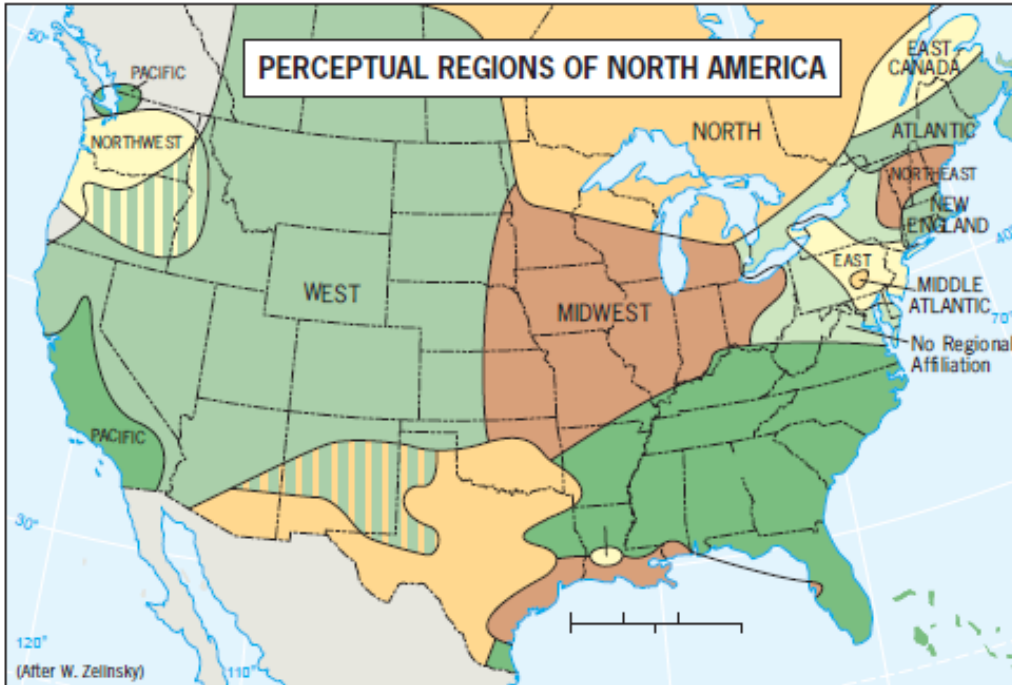 PERCEPTUAL REGIONS OF NORTH AMERICA
50°
PACIFIC
NORTHWEST
WEST
PACIFIC
NORTH
MIDWEST
EAST
CANADA
ATLANTIC
NORTHEAST
NEW
ENGLAND
40°
EAST
MIDDLE
ATLANTIC
70°
No Regional
Affiliation
30°
120°
110°
(After W. Zelinsky)